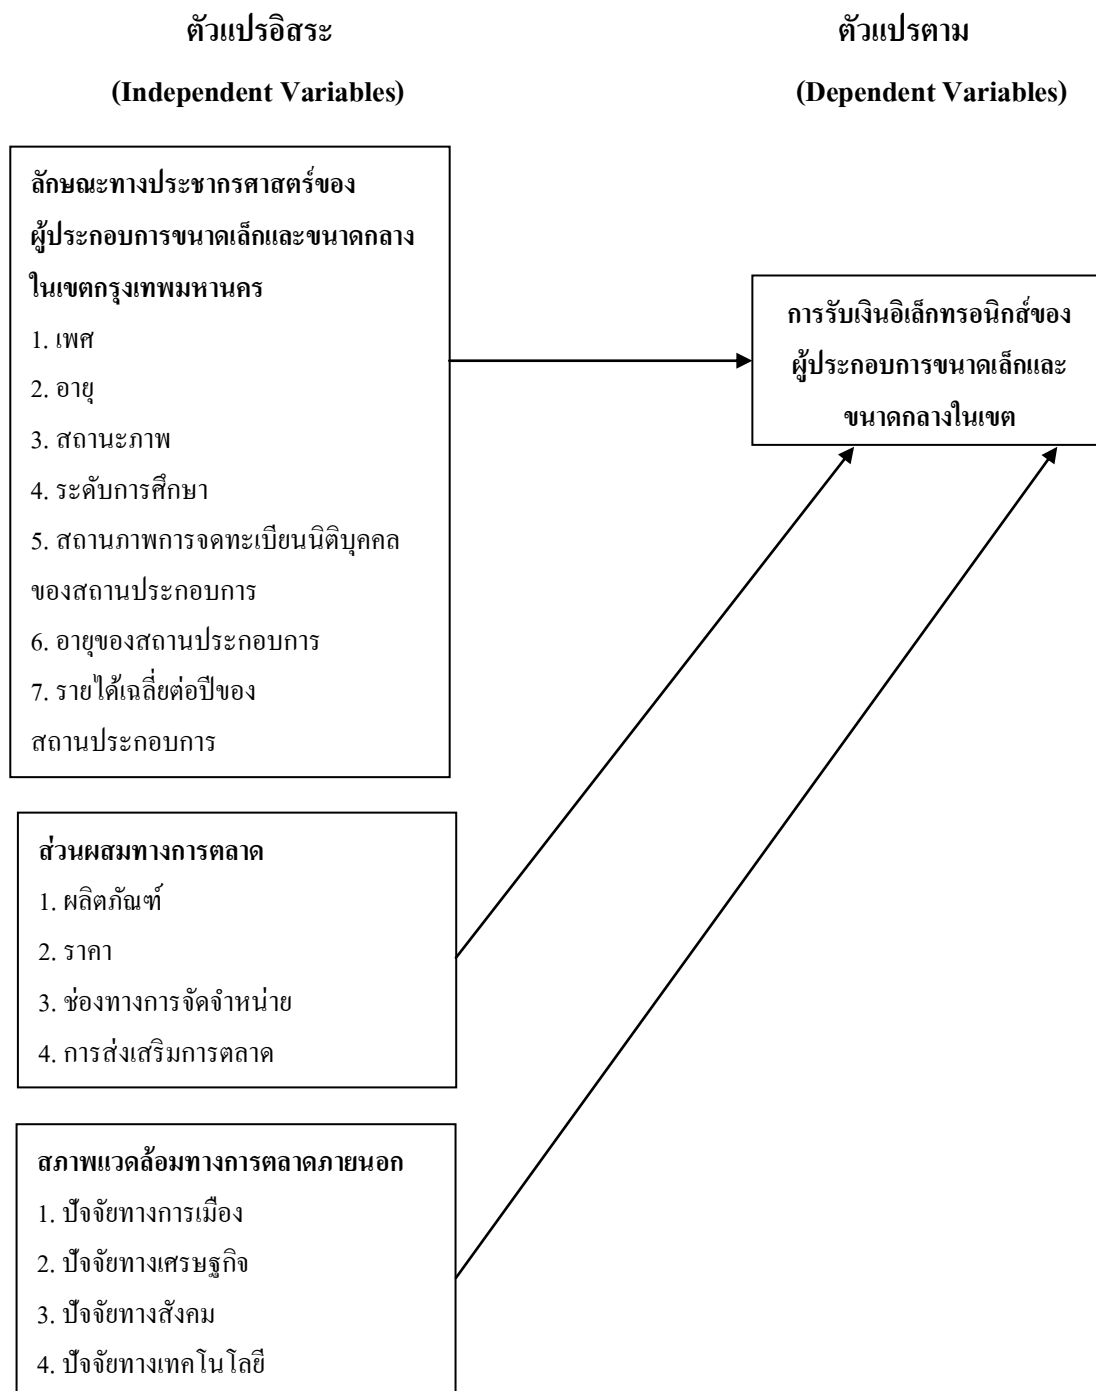 ตัวแปรอิสระ
(Independent Variables)
ตัวแปรตาม
(Dependent Variables)
ลักษณะทางประชากรศาสตร์ของ
ผู้ประกอบการขนาดเล็กและขนาดกลาง
ในเขตกรุงเทพมหานคร
1. เพศ
2. อายุ
3. สถานะภาพ
4. ระดับการศึกษา
5. สถานภาพการจดทะเบียนนิติบุคคล
ของสถานประกอบการ
6. อายุของสถานประกอบการ
7. รายได้เฉลี่ยต่อปีของ
สถานประกอบการ
การรับเงินอิเล็กทรอนิกส์ของ
ผู้ประกอบการขนาดเล็กและ
ขนาดกลางในเขต
ส่วนผสมทางการตลาด
1. ผลิตภัณฑ์
2. ราคา
3. ช่องทางการจัดจำหน่าย
4. การส่งเสริมการตลาด
สภาพแวดล้อมทางการตลาดภายนอก
1. ปัจจัยทางการเมือง
2. ปัจจัยทางเศรษฐกิจ
3. ปัจจัยทางสังคม
4. ปัจจัยทางเทคโนโลยี